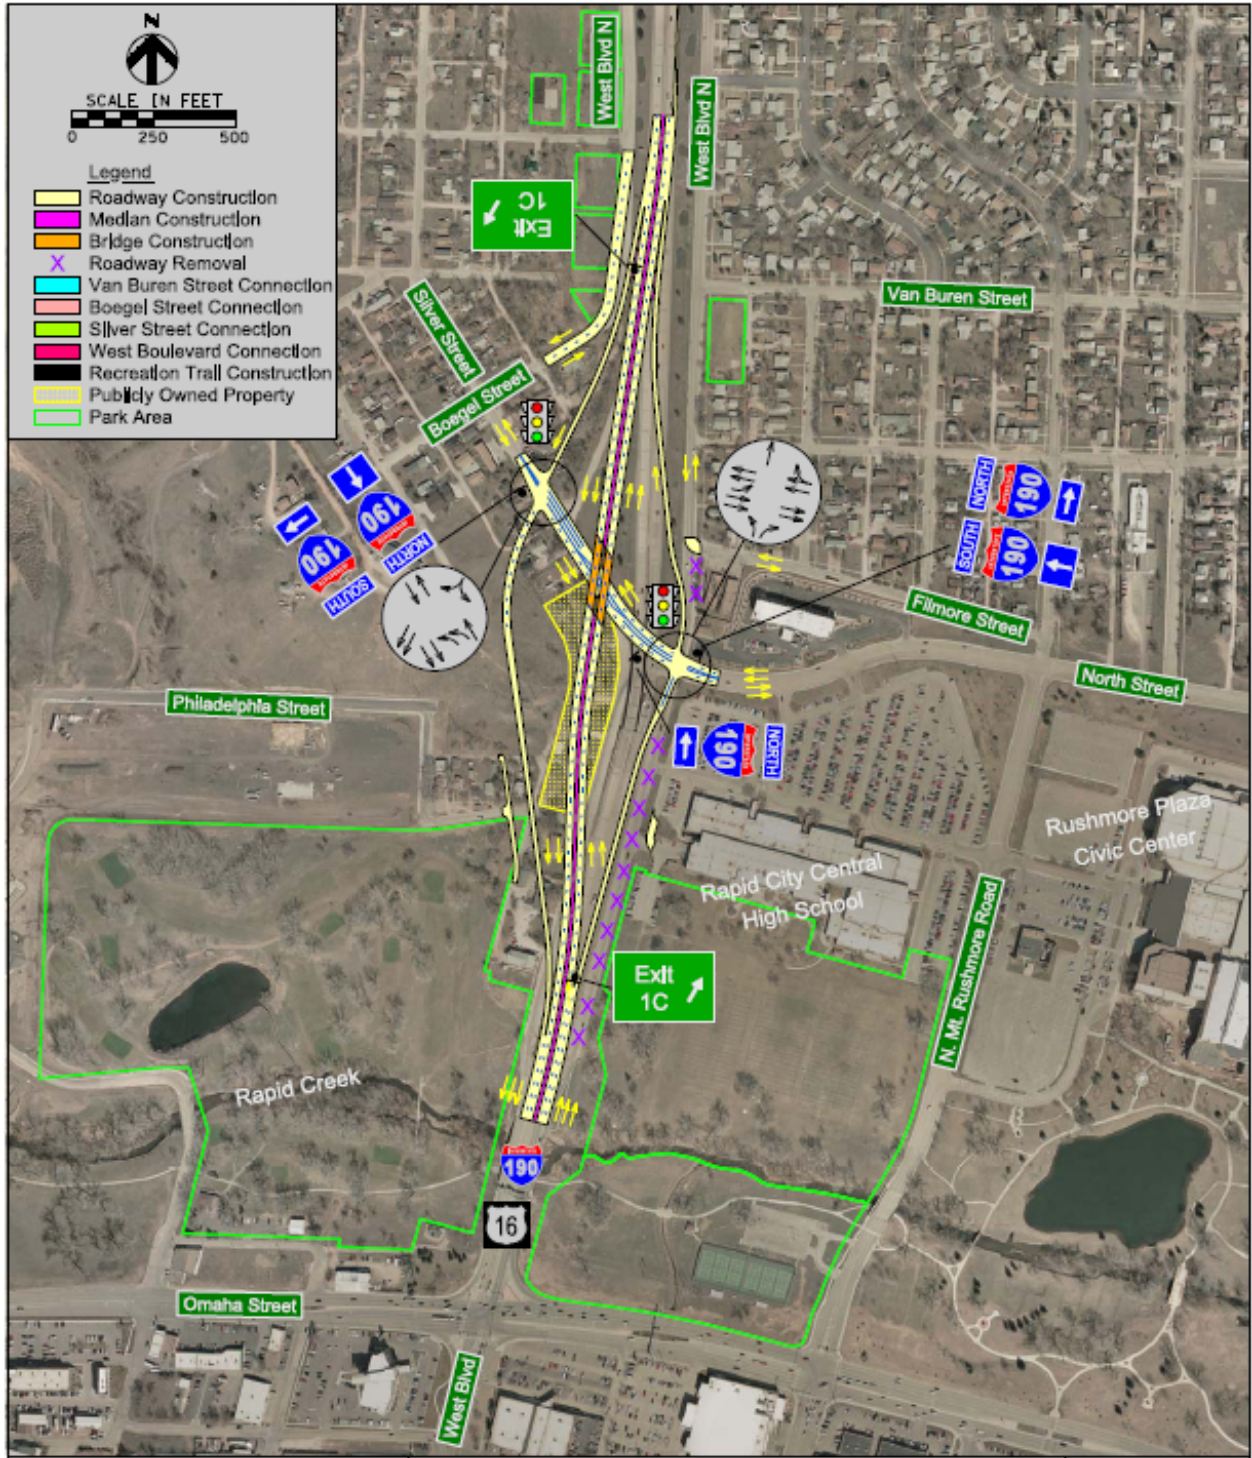 N
SCALE IN FEET
0 250 500
Legend
Roadway Construction
Median Construction
Bridge Construction
X Roadway Removal
Van Buren Street Connection
Boegel Street Connection
Silver Street Connection
West Boulevard Connection
Recreation Trail Construction
Publicly Owned Property
Park Area
West Blvd N
West Blvd N
Exit
1C
Van Buren Street
Silver Street
Boegel Street
190
NORTH
190
SOUTH
NORTH
190
SOUTH
190
Filmore Street
North Street
Philadelphia Street
190
NORTH
Rushmore Plaza
Civic Center
Rapid City Central
High School
N. Mt. Rushmore Road
Exit
1C
Rapid Creek
190
16
Omaha Street
West Blvd